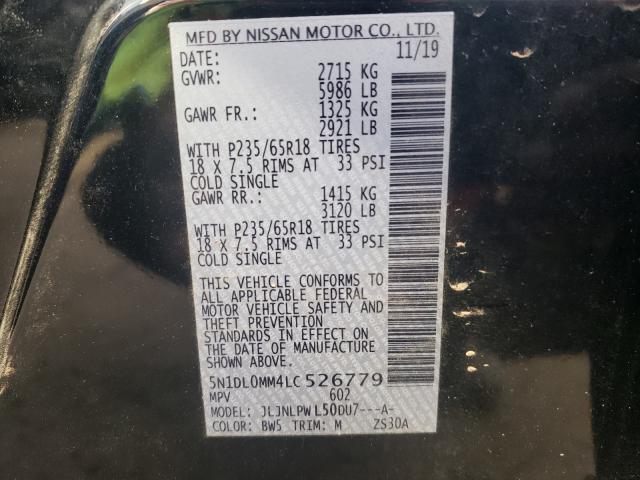 MFD BY NISSAN MOTOR CO., LTD.
DATE: 11/19
GVWR: 2715 KG
5986 LB
GAWR FR.: 1325 KG
2921 LB
WITH P235/65R18 TIRES
18 X 7.5 RIMS AT 33 PSI
COLD SINGLE
GAWR RR.: 1415 KG
3120 LB
WITH P235/65R18 TIRES
18 X 7.5 RIMS AT 33 PSI
COLD SINGLE
THIS VEHICLE CONFORMS TO
ALL APPLICABLE FEDERAL
MOTOR VEHICLE SAFETY AND
THEFT PREVENTION
STANDARDS IN EFFECT ON
THE DATE OF MANUFACTURE
SHOWN ABOVE.
5N1DL0MM4LC526779
MPV 602
MODEL: JLJNLPWL50DU7---A-
COLOR: BW5 TRIM: M ZS30A